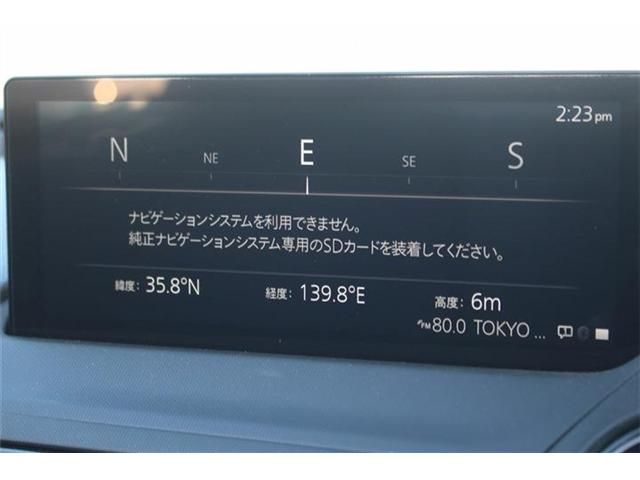 2:23pm
N NE E SE S
ナビゲーションシステムを利用できません。
純正ナビゲーションシステム専用のSDカードを装着してください。
緯度: 35.8°N 経度: 139.8°E 高度: 6m
FM 80.0 TOKYO ...